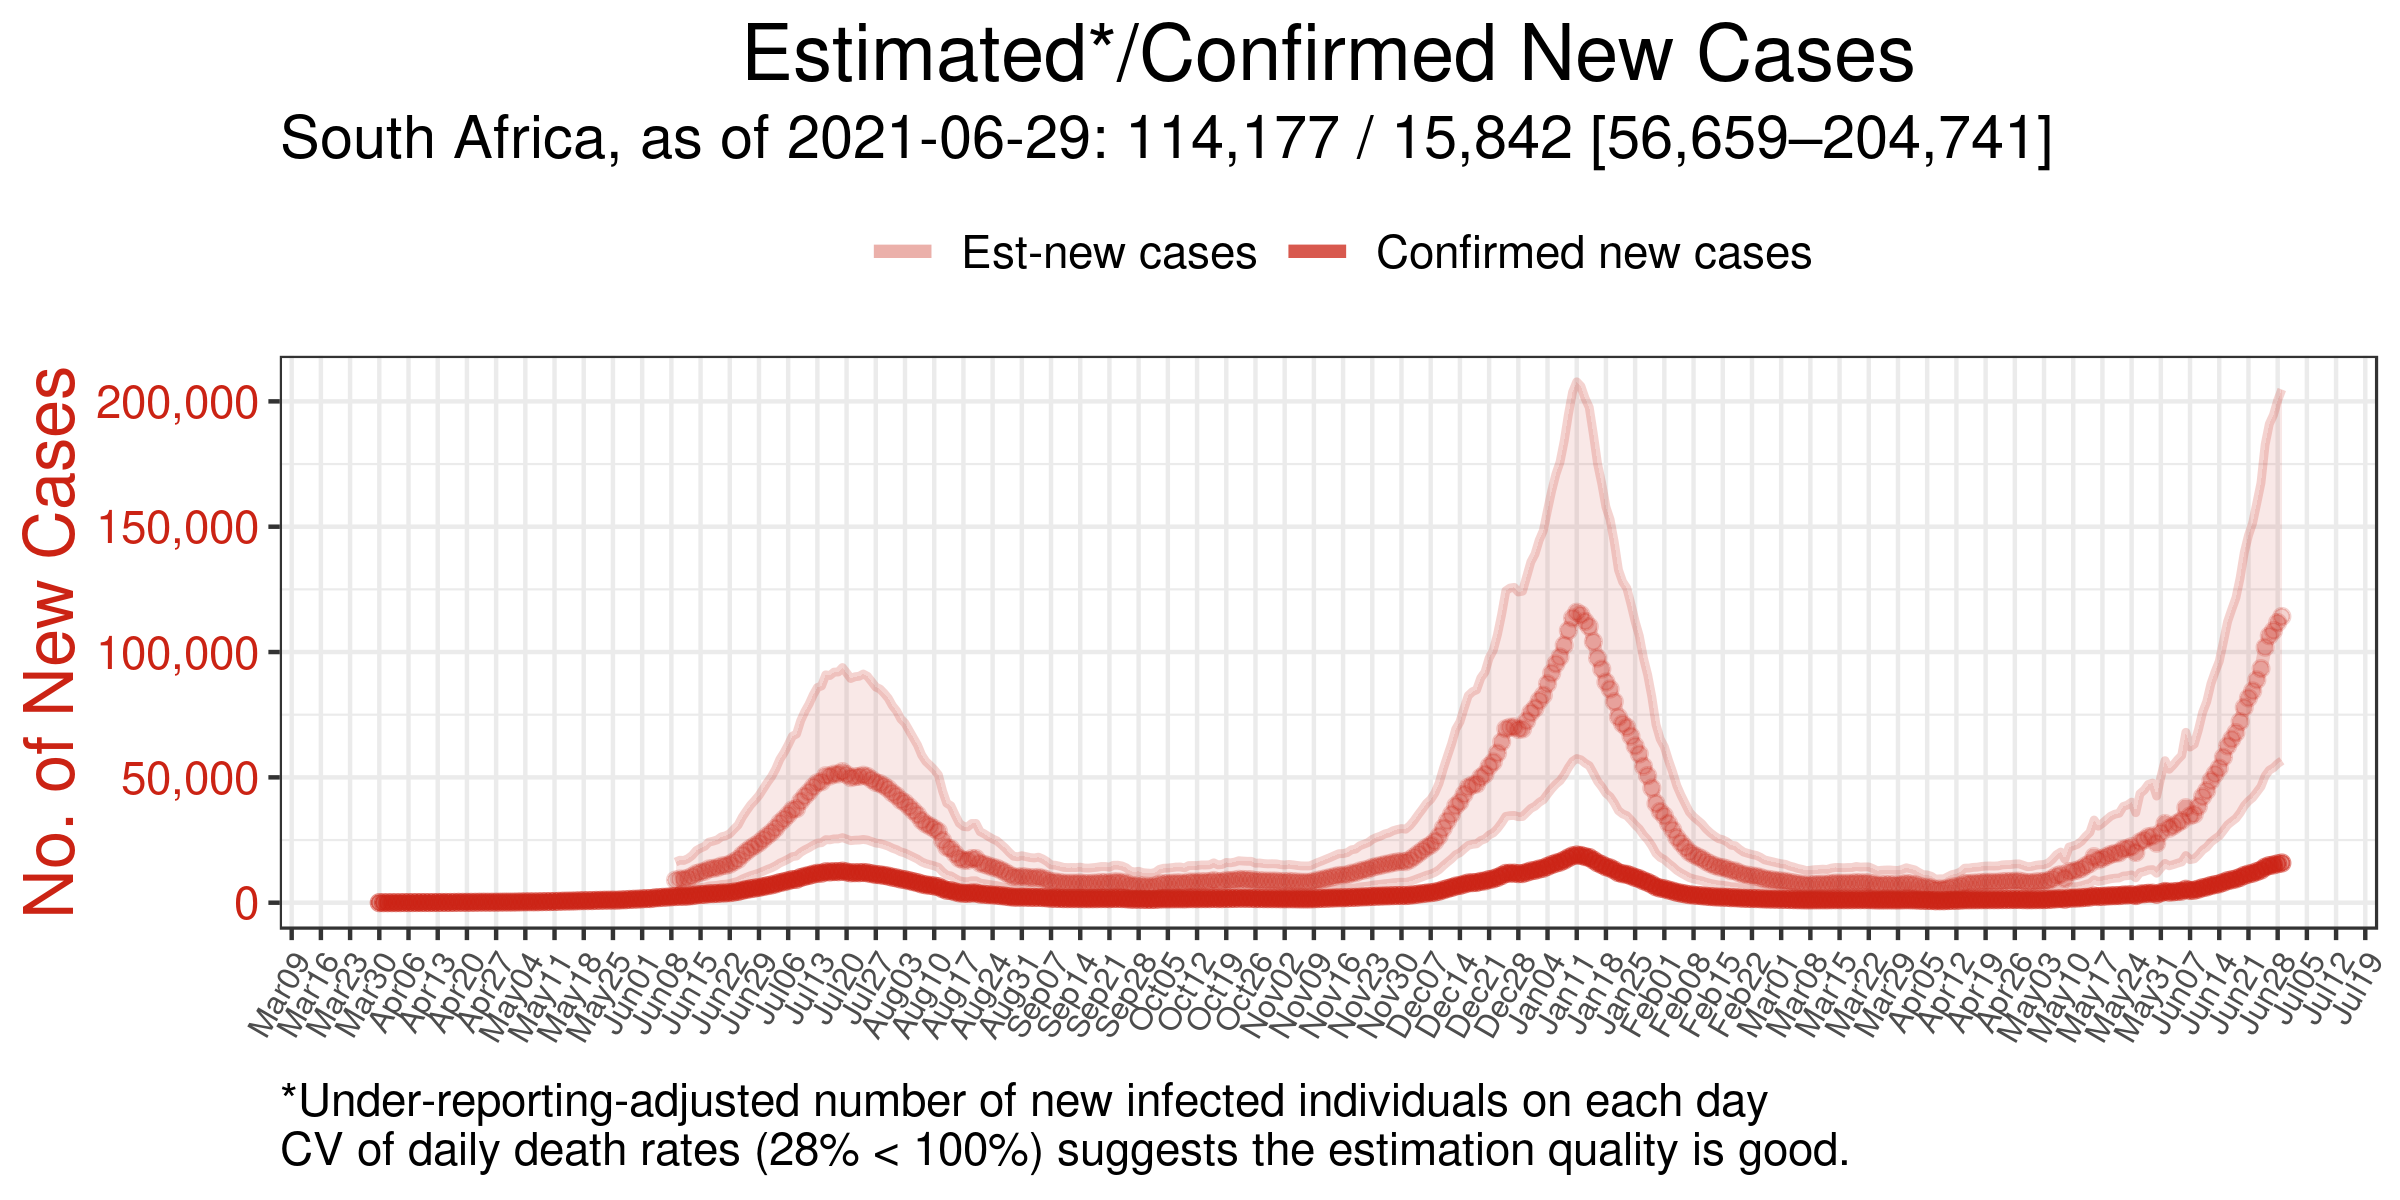 Estimated*/Confirmed New Cases
South Africa, as of 2021-06-29: 114,177 / 15,842 [56,659–204,741]
Est-new cases
Confirmed new cases
No. of New Cases
200,000
150,000
100,000
50,000
0
Mar09
Mar16
Mar23
Mar30
Apr06
Apr13
Apr20
Apr27
May04
May11
May18
May25
Jun01
Jun08
Jun15
Jun22
Jun29
Jul06
Jul13
Jul20
Jul27
Aug03
Aug10
Aug17
Aug24
Aug31
Sep07
Sep14
Sep21
Sep28
Oct05
Oct12
Oct19
Oct26
Nov02
Nov09
Nov16
Nov23
Nov30
Dec07
Dec14
Dec21
Dec28
Jan04
Jan11
Jan18
Jan25
Feb01
Feb08
Feb15
Feb22
Mar01
Mar08
Mar15
Mar22
Mar29
Apr05
Apr12
Apr19
Apr26
May03
May10
May17
May24
May31
Jun07
Jun14
Jun21
Jun28
Jul05
Jul12
Jul19
*Under-reporting-adjusted number of new infected individuals on each day
CV of daily death rates (28% < 100%) suggests the estimation quality is good.